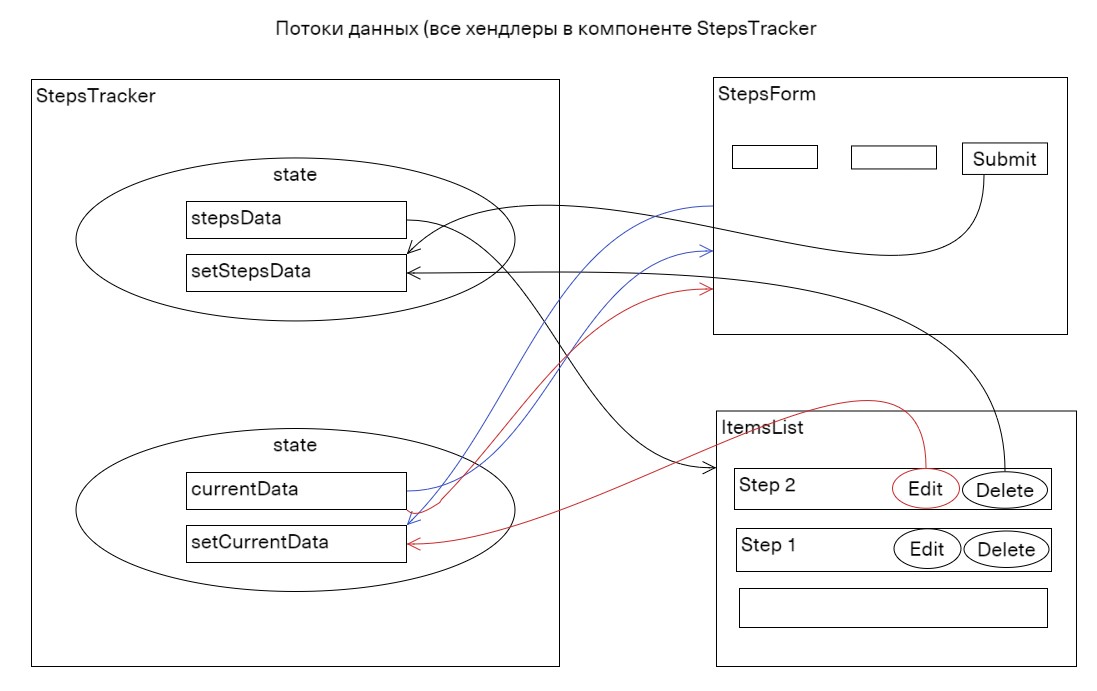 Потоки данных (все хендлеры в компоненте StepsTracker
StepsTracker
state
stepsData
setStepsData
state
currentData
setCurrentData
StepsForm
Submit
ItemsList
Step 2
Edit
Delete
Step 1
Edit
Delete